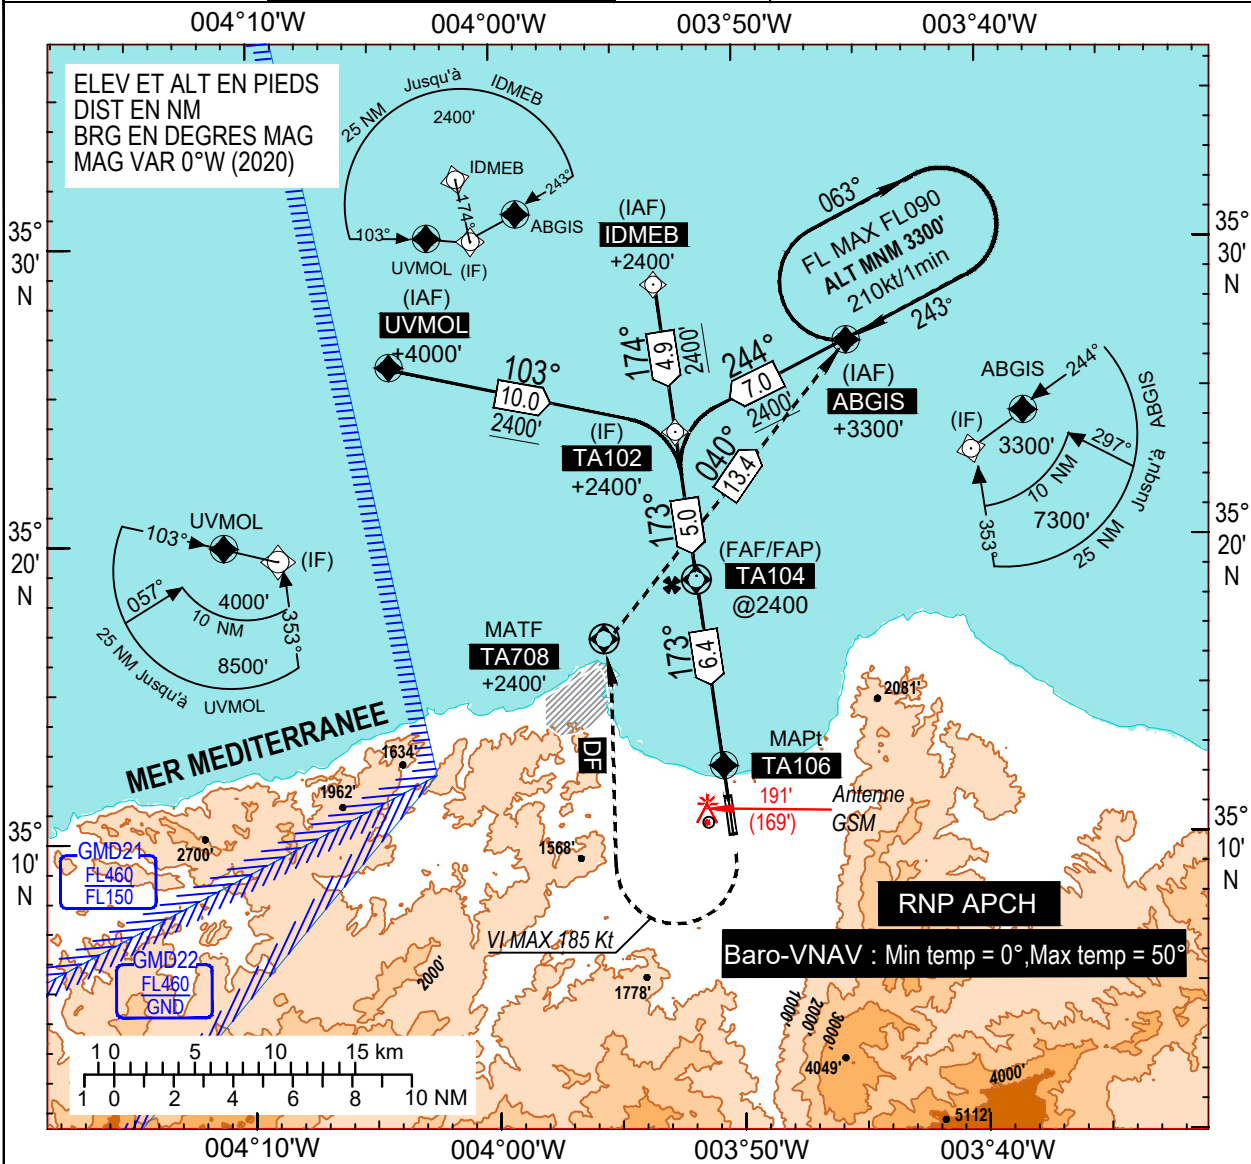 004°10'W
004°00'W
003°50'W
003°40'W
ELEV ET ALT EN PIEDS
DIST EN NM
BRG EN DEGRES MAG
MAG VAR 0°W (2020)
25 NM Jusqu'à IDMEB
2400'
IDMEB
174°
243°
ABGIS
103°
UVMOL (IF)
(IAF)
IDMEB
+2400'
063°
FL MAX FL090
ALT MNM 3300'
210kt/1min
243°
35°
30'
N
35°
30'
N
(IAF)
UVMOL
+4000'
103°
10.0
2400'
174°
4.9
2400'
244°
7.0
2400'
(IAF)
ABGIS
+3300'
(IF)
TA102
+2400'
040°
13.4
ABGIS
244°
(IF)
3300'
297°
10 NM
7300'
353°
25 NM Jusqu'à ABGIS
173°
5.0
35°
20'
N
35°
20'
N
UVMOL
103°
(IF)
057°
4000'
10 NM
353°
8500'
25 NM Jusqu'à UVMOL
(FAF/FAP)
TA104
@2400
MATF
TA708
+2400'
173°
6.4
2081'
MER MEDITERRANEE
DF
MAPt
TA106
1634'
1962'
2700'
191'
(169')
Antenne
GSM
35°
10'
N
35°
10'
N
GMD21
FL460
FL150
1568'
RNP APCH
VI MAX 185 Kt
Baro-VNAV : Min temp = 0°,Max temp = 50°
GMD22
FL460
GND
2000'
1778'
1000'
2000'
3000'
4049'
4000'
5112'
1 0 5 10 15 km
1 0 2 4 6 8 10 NM
004°10'W
004°00'W
003°50'W
003°40'W